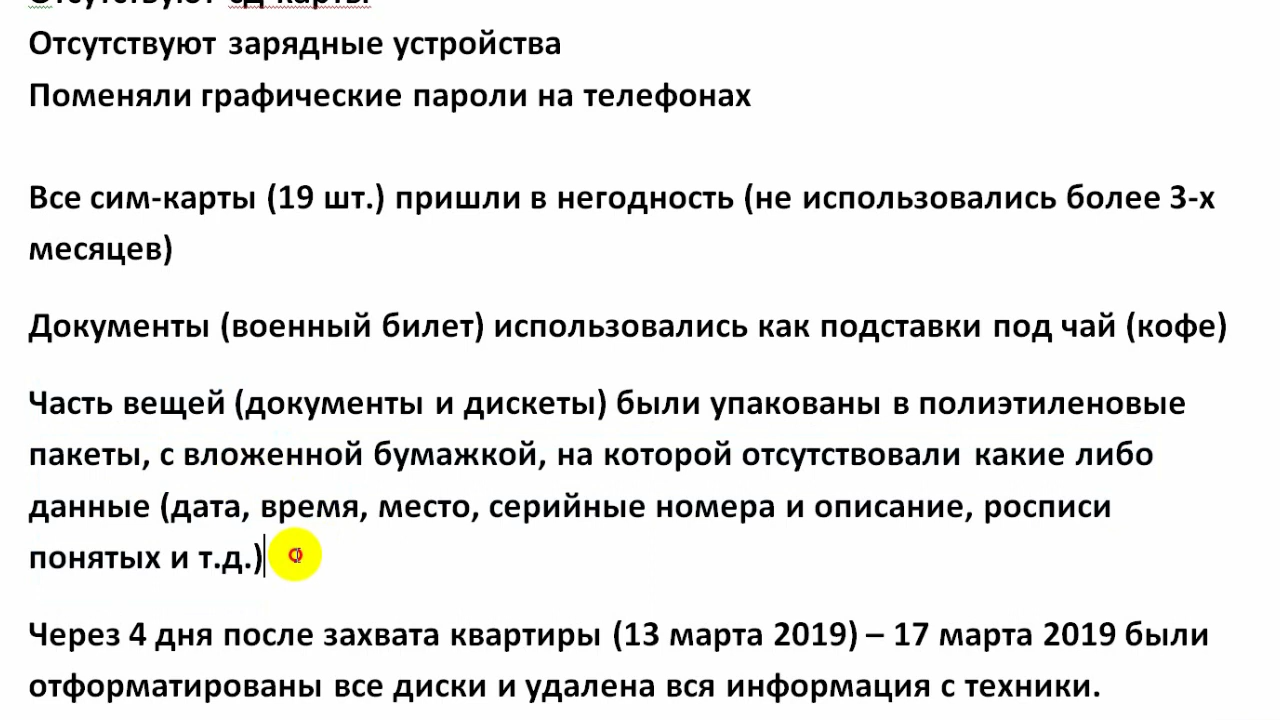 Отсутствуют сд-карты
Отсутствуют зарядные устройства
Поменяли графические пароли на телефонах
Все сим-карты (19 шт.) пришли в негодность (не использовались более 3-х
месяцев)
Документы (военный билет) использовались как подставки под чай (кофе)
Часть вещей (документы и дискеты) были упакованы в полиэтиленовые
пакеты, с вложенной бумажкой, на которой отсутствовали какие либо
данные (дата, время, место, серийные номера и описание, росписи
понятых и т.д.)
Через 4 дня после захвата квартиры (13 марта 2019) – 17 марта 2019 были
отформатированы все диски и удалена вся информация с техники.